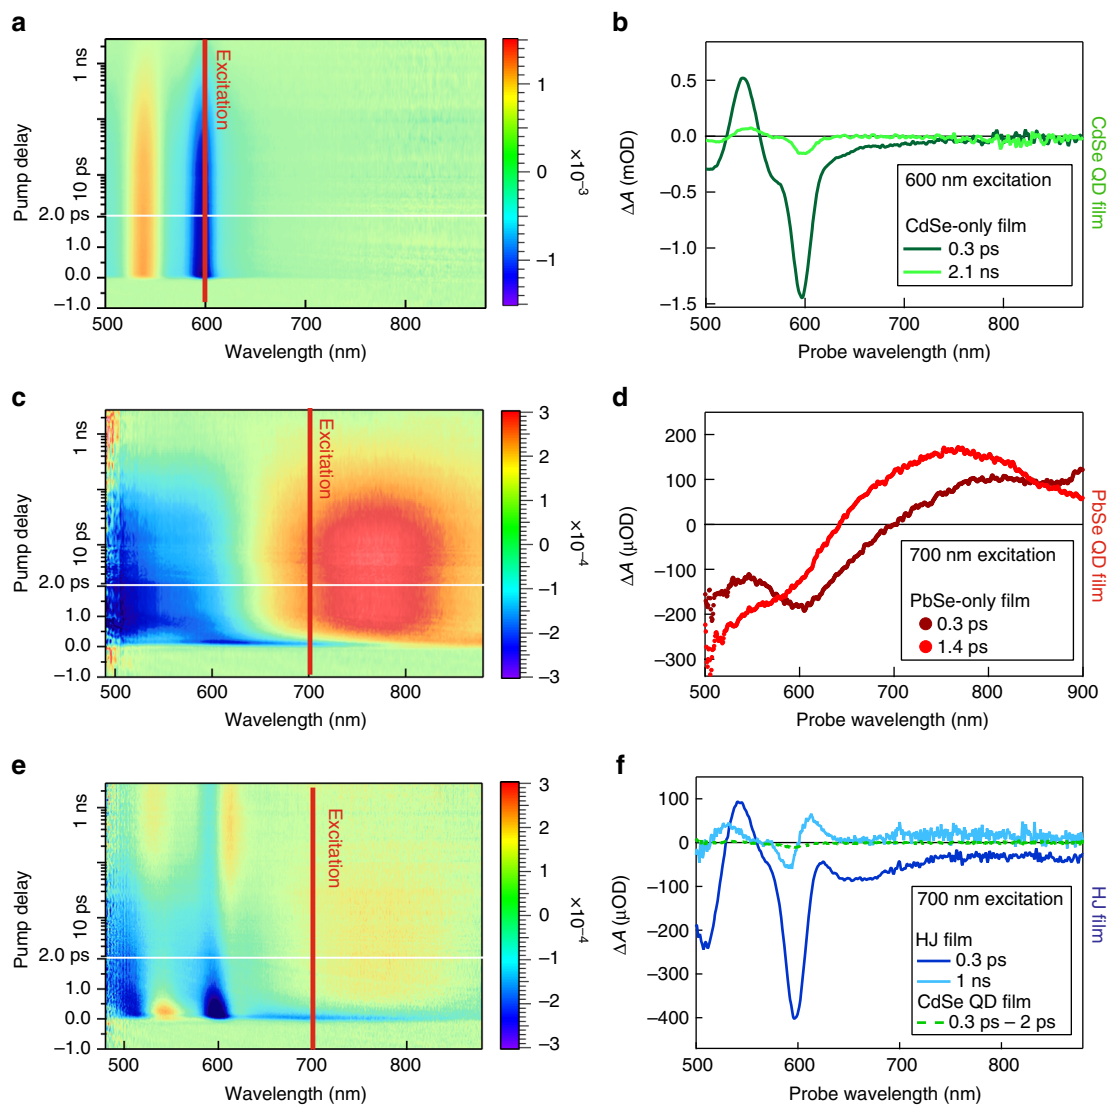 a
Pump delay
1 ns
10 ps
2.0 ps
1.0
0.0
−1.0
Excitation
500 600 700 800
Wavelength (nm)
1
0
−1
×10−3
b
ΔA (mOD)
0.5
0.0
−0.5
−1.0
−1.5
600 nm excitation
CdSe-only film
0.3 ps
2.1 ns
500 600 700 800
Probe wavelength (nm)
CdSe QD film
c
Pump delay
1 ns
10 ps
2.0 ps
1.0
0.0
−1.0
Excitation
500 600 700 800
Wavelength (nm)
3
2
1
0
−1
−2
−3
×10−4
d
ΔA (μOD)
200
100
0
−100
−200
−300
700 nm excitation
PbSe-only film
0.3 ps
1.4 ps
500 600 700 800 900
Probe wavelength (nm)
PbSe QD film
e
Pump delay
1 ns
10 ps
2.0 ps
1.0
0.0
−1.0
Excitation
500 600 700 800
Wavelength (nm)
3
2
1
0
−1
−2
−3
×10−4
f
ΔA (μOD)
100
0
−100
−200
−300
−400
700 nm excitation
HJ film
0.3 ps
1 ns
CdSe QD film
0.3 ps – 2 ps
500 600 700 800
Probe wavelength (nm)
HJ film